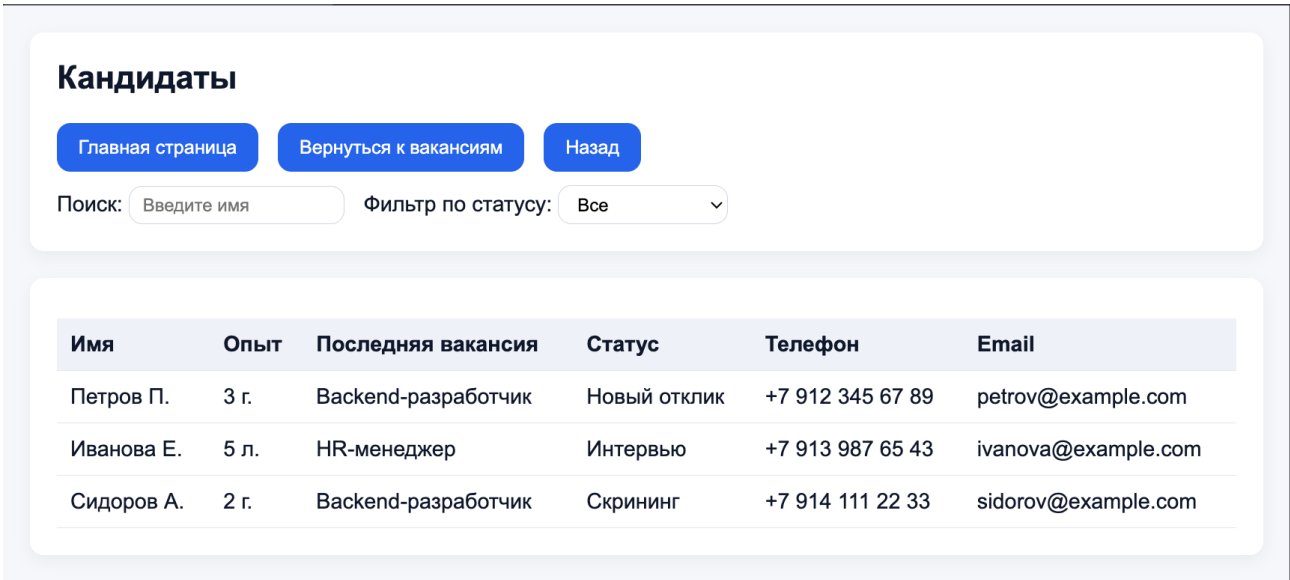 Кандидаты
Главная страница Вернуться к вакансиям Назад
Поиск: Введите имя Фильтр по статусу: Все
Имя Опыт Последняя вакансия Статус Телефон Email
Петров П. 3 г. Backend-разработчик Новый отклик +7 912 345 67 89 petrov@example.com
Иванова Е. 5 л. HR-менеджер Интервью +7 913 987 65 43 ivanova@example.com
Сидоров А. 2 г. Backend-разработчик Скрининг +7 914 111 22 33 sidorov@example.com